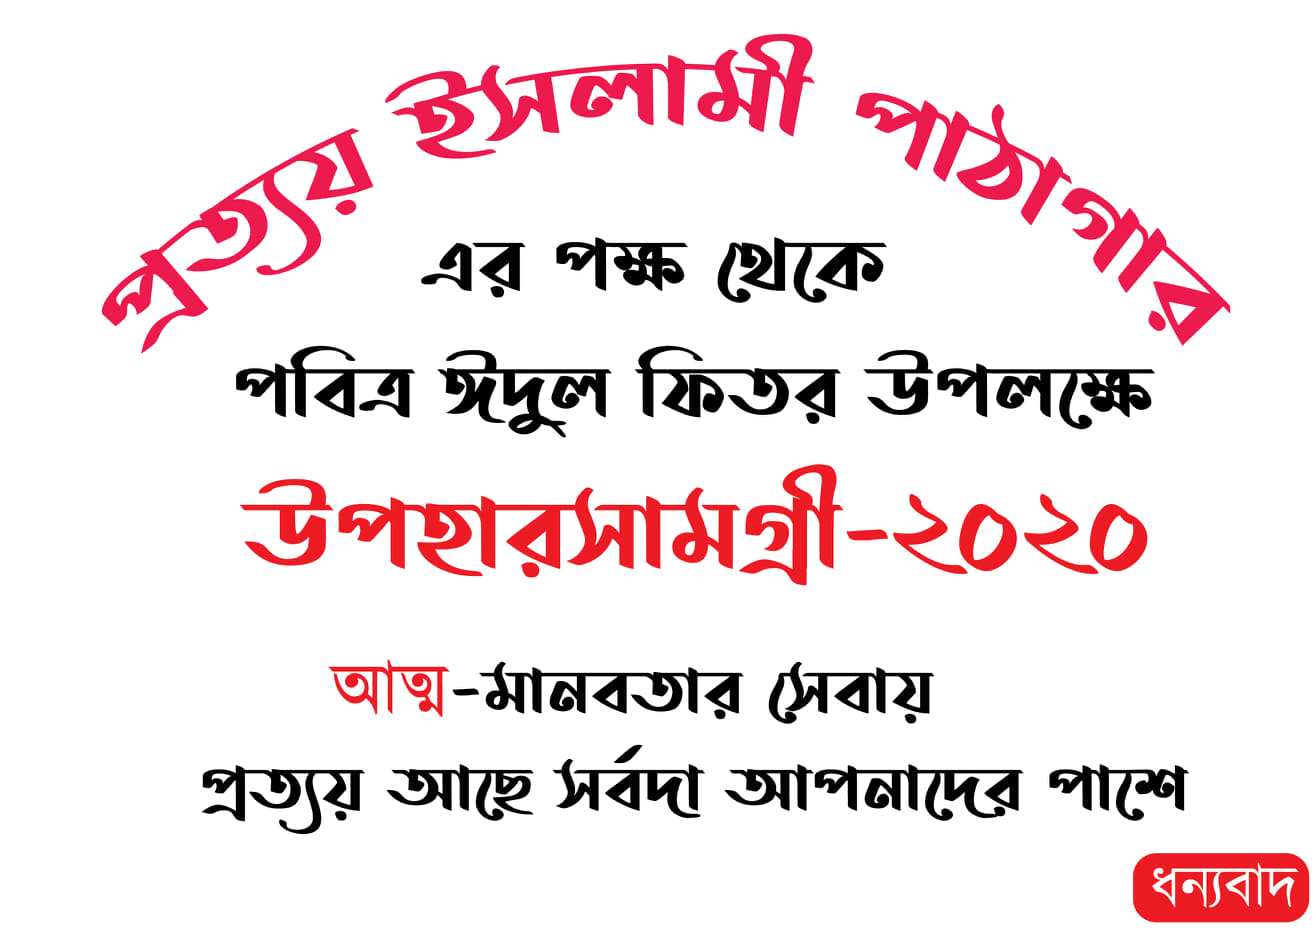 প্রত্যয় ইসলামী পাঠাগার
এর পক্ষ থেকে
পবিত্র ঈদুল ফিতর উপলক্ষে
উপহারসামগ্রী-২০২০
আত্ম-মানবতার সেবায়
প্রত্যয় আছে সর্বদা আপনাদের পাশে
ধন্যবাদ